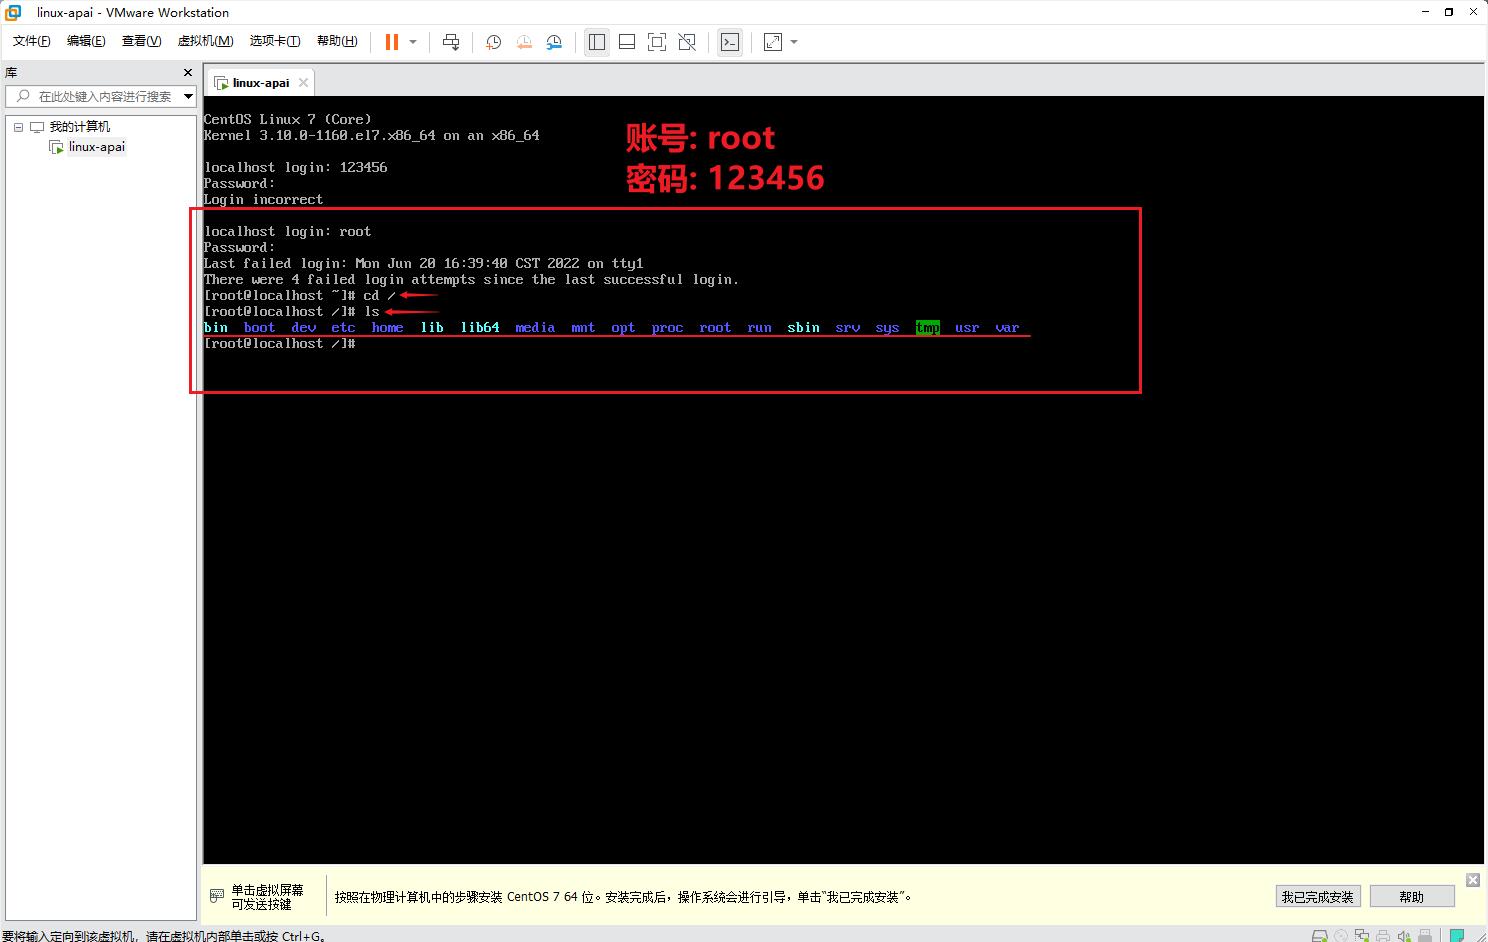 linux-apai - VMware Workstation
文件(F) 编辑(E) 查看(V) 虚拟机(M) 选项卡(T) 帮助(H)
库
在此处键入内容进行搜索
我的计算机
linux-apai
linux-apai
CentOS Linux 7 (Core)
Kernel 3.10.0-1160.el7.x86_64 on an x86_64
账号: root
密码: 123456
localhost login: 123456
Password:
Login incorrect
localhost login: root
Password:
Last failed login: Mon Jun 20 16:39:40 CST 2022 on tty1
There were 4 failed login attempts since the last successful login.
[root@localhost ~]# cd /
[root@localhost /]# ls
bin boot dev etc home lib lib64 media mnt opt proc root run sbin srv sys tmp usr var
[root@localhost /]#
单击虚拟屏幕
可发送按键
按照在物理计算机中的步骤安装 CentOS 7 64 位。安装完成后，操作系统会进行引导，单击“我已完成安装”。
我已完成安装
帮助
要将输入定向到该虚拟机，请在虚拟机内部单击或按 Ctrl+G。